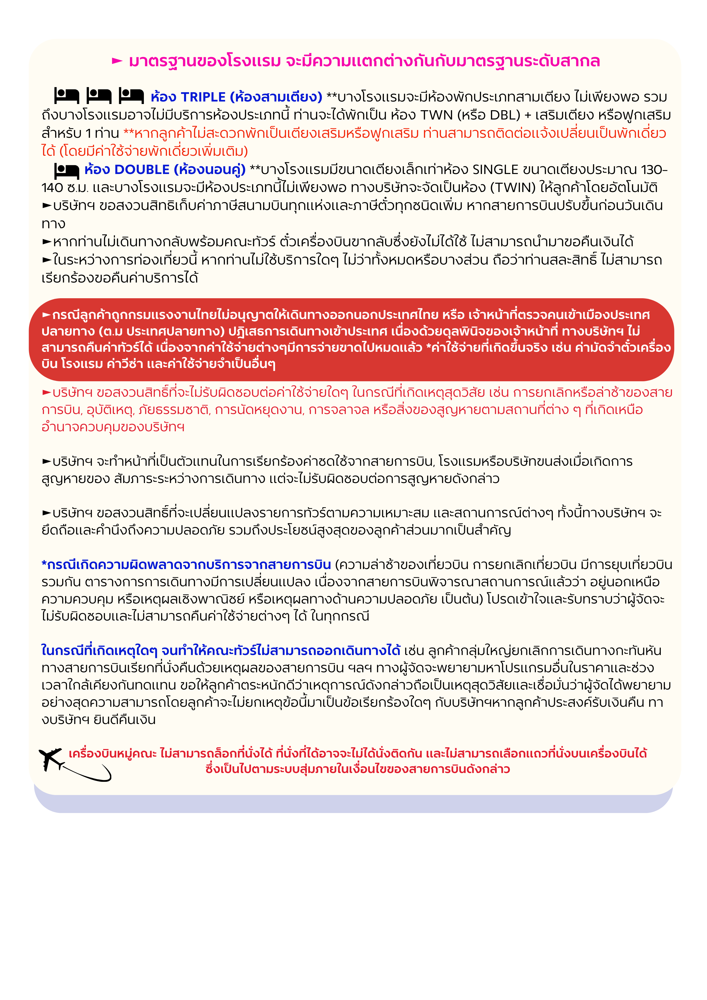 ► มาตรฐานของโรงแรม จะมีความแตกต่างกันกับมาตรฐานระดับสากล
ห้อง TRIPLE (ห้องสามเตียง) **บางโรงแรมจะมีห้องพักประเภทสามเตียง ไม่เพียงพอ รวม
ถึงบางโรงแรมอาจไม่มีบริการห้องประเภทนี้ ท่านจะได้พักเป็น ห้อง TWN (หรือ DBL) + เสริมเตียง หรือฟูกเสริม
สำหรับ 1 ท่าน **หากลูกค้าไม่สะดวกพักเป็นเตียงเสริมหรือฟูกเสริม ท่านสามารถติดต่อแจ้งเปลี่ยนเป็นพักเดี่ยว
ได้ (โดยมีค่าใช้จ่ายพักเดี่ยวเพิ่มเติม)
ห้อง DOUBLE (ห้องนอนคู่) **บางโรงแรมมีขนาดเตียงเล็กเท่าห้อง SINGLE ขนาดเตียงประมาณ 130-
140 ซ.ม. และบางโรงแรมจะมีห้องประเภทนี้ไม่เพียงพอ ทางบริษัทจะจัดเป็นห้อง (TWIN) ให้ลูกค้าโดยอัตโนมัติ
►บริษัทฯ ขอสงวนสิทธิเก็บค่าภาษีสนามบินทุกแห่งและภาษีตั๋วทุกชนิดเพิ่ม หากสายการบินปรับขึ้นก่อนวันเดิน
ทาง
►หากท่านไม่เดินทางกลับพร้อมคณะทัวร์ ตั๋วเครื่องบินขากลับซึ่งยังไม่ได้ใช้ ไม่สามารถนำมาขอคืนเงินได้
►ในระหว่างการท่องเที่ยวนี้ หากท่านไม่ใช้บริการใดๆ ไม่ว่าทั้งหมดหรือบางส่วน ถือว่าท่านสละสิทธิ์ ไม่สามารถ
เรียกร้องขอคืนค่าบริการได้
►กรณีลูกค้าถูกกรมแรงงานไทยไม่อนุญาตให้เดินทางออกนอกประเทศไทย หรือ เจ้าหน้าที่ตรวจคนเข้าเมืองประเทศ
ปลายทาง (ต.ม ประเทศปลายทาง) ปฎิเสธการเดินทางเข้าประเทศ เนื่องด้วยดุลพินิจของเจ้าหน้าที่ ทางบริษัทฯ ไม่
สามารถคืนค่าทัวร์ได้ เนื่องจากค่าใช้จ่ายต่างๆมีการจ่ายขาดไปหมดแล้ว *ค่าใช้จ่ายที่เกิดขึ้นจริง เช่น ค่ามัดจำตั๋วเครื่อง
บิน โรงแรม ค่าวีซ่า และค่าใช้จ่ายจำเป็นอื่นๆ
►บริษัทฯ ขอสงวนสิทธิ์ที่จะไม่รับผิดชอบต่อค่าใช้จ่ายใดๆ ในกรณีที่เกิดเหตุสุดวิสัย เช่น การยกเลิกหรือล่าช้าของสาย
การบิน, อุบัติเหตุ, ภัยธรรมชาติ, การนัดหยุดงาน, การจลาจล หรือสิ่งของสูญหายตามสถานที่ต่าง ๆ ที่เกิดเหนือ
อำนาจควบคุมของบริษัทฯ
►บริษัทฯ จะทำหน้าที่เป็นตัวแทนในการเรียกร้องค่าชดใช้จากสายการบิน, โรงแรมหรือบริษัทขนส่งเมื่อเกิดการ
สูญหายของ สัมภาระระหว่างการเดินทาง แต่จะไม่รับผิดชอบต่อการสูญหายดังกล่าว
►บริษัทฯ ขอสงวนสิทธิ์ที่จะเปลี่ยนแปลงรายการทัวร์ตามความเหมาะสม และสถานการณ์ต่างๆ ทั้งนี้ทางบริษัทฯ จะ
ยึดถือและคำนึงถึงความปลอดภัย รวมถึงประโยชน์สูงสุดของลูกค้าส่วนมากเป็นสำคัญ
*กรณีเกิดความผิดพลาดจากบริการจากสายการบิน (ความล่าช้าของเที่ยวบิน การยกเลิกเที่ยวบิน มีการยุบเที่ยวบิน
รวมกัน ตารางการการเดินทางมีการเปลี่ยนแปลง เนื่องจากสายการบินพิจารณาสถานการณ์แล้วว่า อยู่นอกเหนือ
ความควบคุม หรือเหตุผลเชิงพาณิชย์ หรือเหตุผลทางด้านความปลอดภัย เป็นต้น) โปรดเข้าใจและรับทราบว่าผู้จัดจะ
ไม่รับผิดชอบและไม่สามารถคืนค่าใช้จ่ายต่างๆ ได้ ในทุกกรณี
ในกรณีที่เกิดเหตุใดๆ จนทำให้คณะทัวร์ไม่สามารถออกเดินทางได้ เช่น ลูกค้ากลุ่มใหญ่ยกเลิกการเดินทางกะทันหัน
ทางสายการบินเรียกที่นั่งคืนด้วยเหตุผลของสายการบิน ฯลฯ ทางผู้จัดจะพยายามหาโปรแกรมอื่นในราคาและช่วง
เวลาใกล้เคียงกันทดแทน ขอให้ลูกค้าตระหนักดีว่าเหตุการณ์ดังกล่าวถือเป็นเหตุสุดวิสัยและเชื่อมั่นว่าผู้จัดได้พยายาม
อย่างสุดความสามารถโดยลูกค้าจะไม่ยกเหตุข้อนี้มาเป็นข้อเรียกร้องใดๆ กับบริษัทฯหากลูกค้าประสงค์รับเงินคืน ทา
งบริษัทฯ ยินดีคืนเงิน
เครื่องบินหมู่คณะ ไม่สามารถล็อกที่นั่งได้ ที่นั่งที่ได้อาจจะไม่ได้นั่งติดกัน และไม่สามารถเลือกแถวที่นั่งบนเครื่องบินได้
ซึ่งเป็นไปตามระบบสุ่มภายในเงื่อนไขของสายการบินดังกล่าว